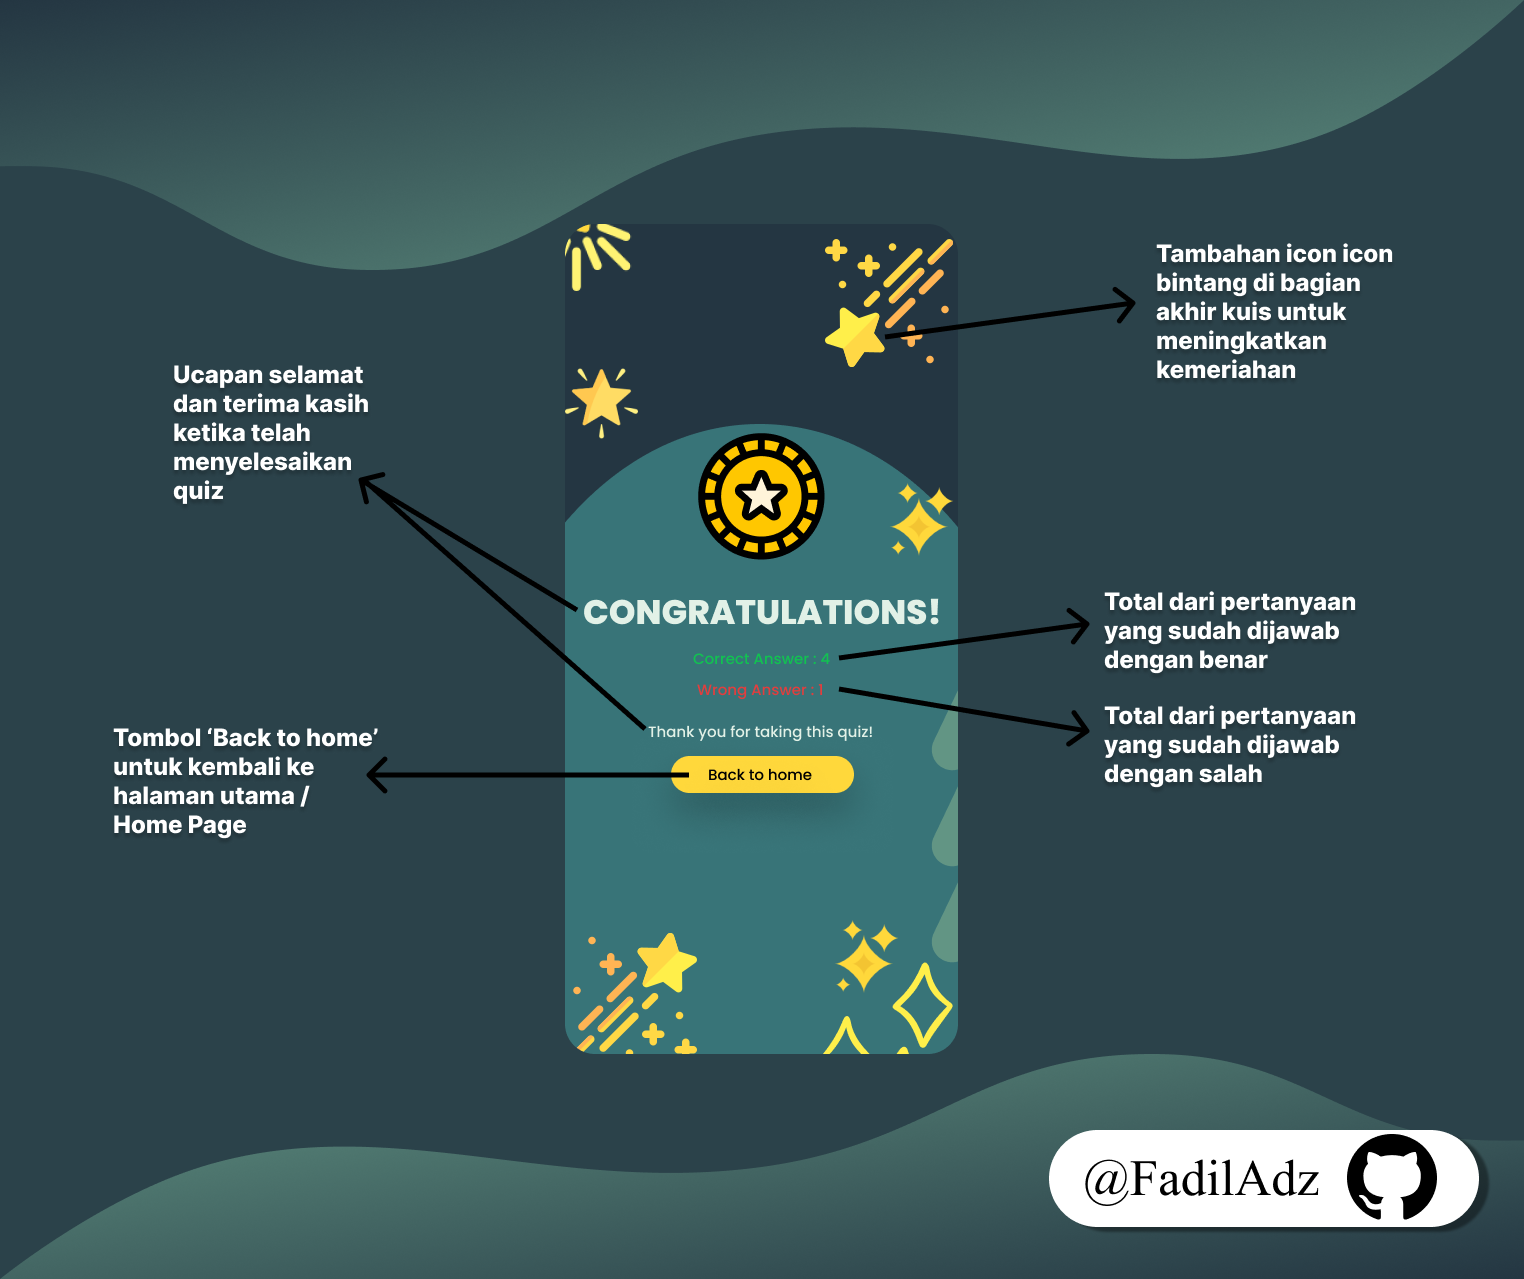 Tambahan icon icon
bintang di bagian
akhir kuis untuk
meningkatkan
kemeriahan
Ucapan selamat
dan terima kasih
ketika telah
menyelesaikan
quiz
CONGRATULATIONS!
Correct Answer : 4
Wrong Answer : 1
Thank you for taking this quiz!
Back to home
Total dari pertanyaan
yang sudah dijawab
dengan benar
Total dari pertanyaan
yang sudah dijawab
dengan salah
Tombol ‘Back to home’
untuk kembali ke
halaman utama /
Home Page
@FadilAdz